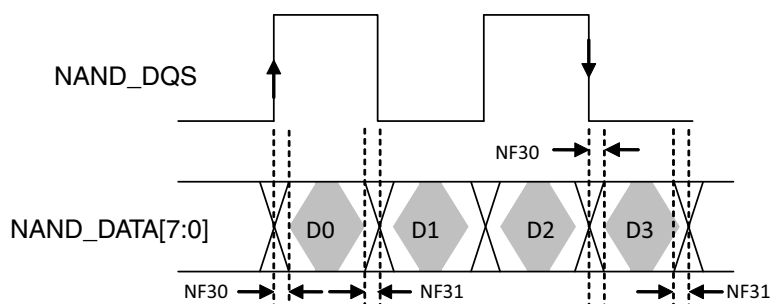 NAND_DQS
NF30
NAND_DATA[7:0] D0 D1 D2 D3
NF30 NF31 NF31